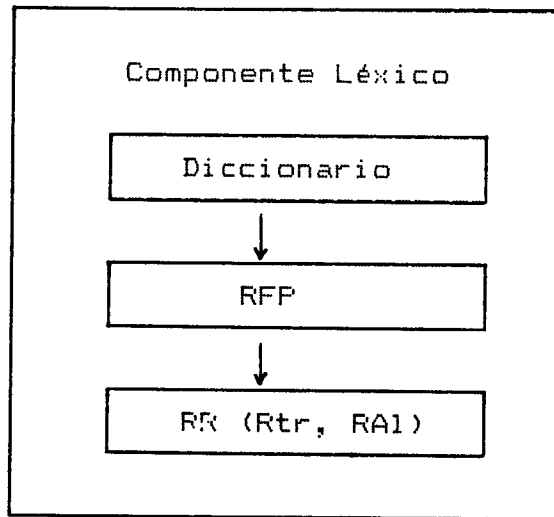 Componente Léxico
Diccionario
RFP
RR (Rtr, RAl)